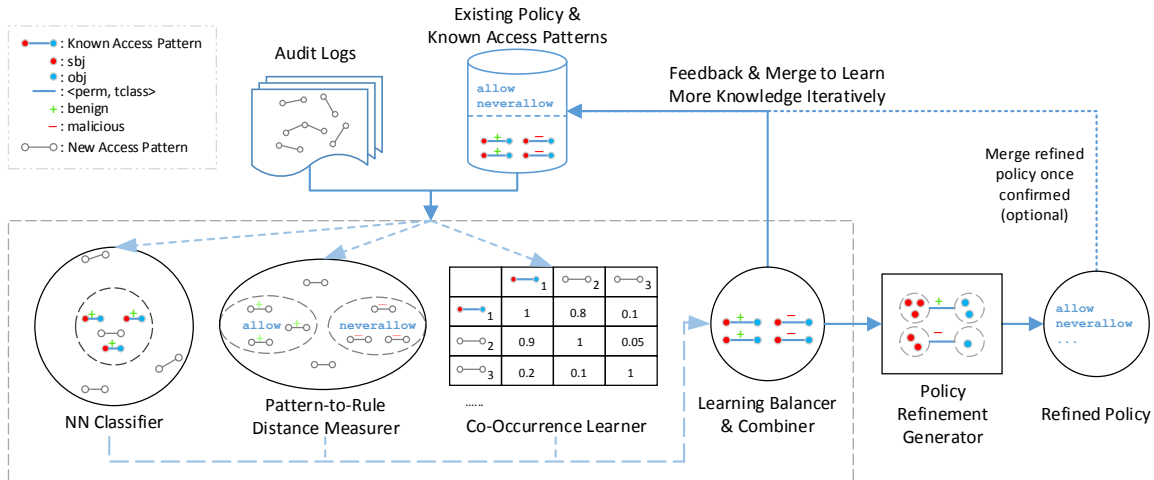 : Known Access Pattern
: sbj
: obj
: <perm, tclass>
+ : benign
− : malicious
: New Access Pattern
Audit Logs
Existing Policy &
Known Access Patterns
allow
neverallow
+ −
+ −
Feedback & Merge to Learn
More Knowledge Iteratively
Merge refined
policy once
confirmed
(optional)
+ +
+
NN Classifier
+ −
allow + neverallow
+ − −
Pattern-to-Rule
Distance Measurer
1 2 3
1 1 0.8 0.1
2 0.9 1 0.05
3 0.2 0.1 1
......
Co-Occurrence Learner
+ −
+ −
Learning Balancer
& Combiner
+
−
Policy
Refinement
Generator
allow
neverallow
...
Refined Policy